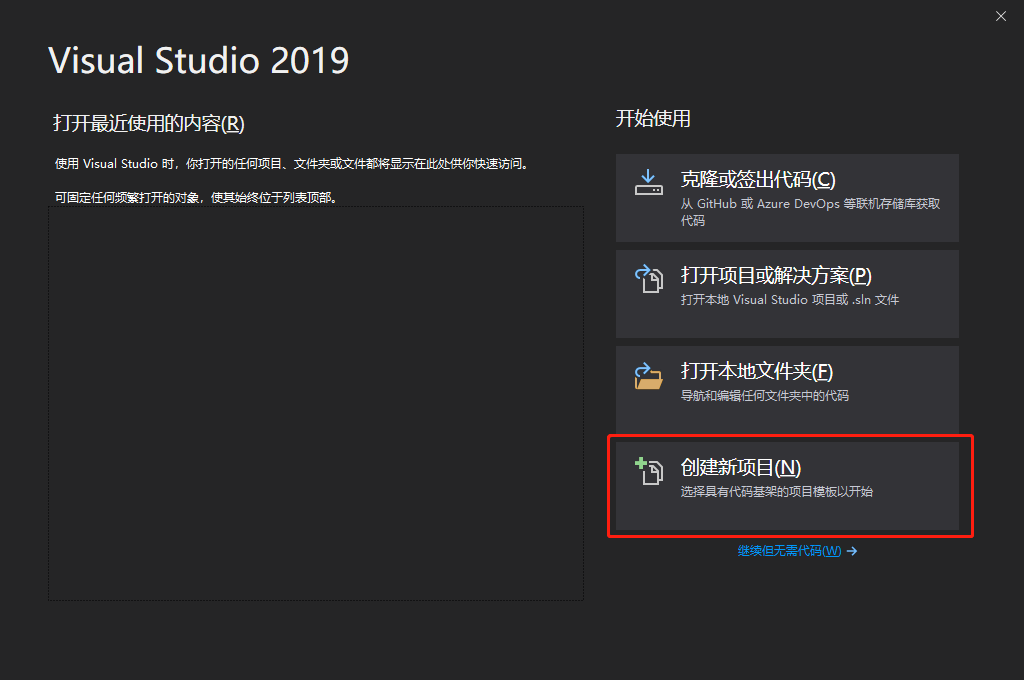 Visual Studio 2019
打开最近使用的内容(R)
使用 Visual Studio 时，你打开的任何项目、文件夹或文件都将显示在此处供你快速访问。
可固定任何频繁打开的对象，使其始终位于列表顶部。
开始使用
克隆或签出代码(C)
从 GitHub 或 Azure DevOps 等联机存储库获取
代码
打开项目或解决方案(P)
打开本地 Visual Studio 项目或 .sln 文件
打开本地文件夹(F)
导航和编辑任何文件夹中的代码
创建新项目(N)
选择具有代码基架的项目模板以开始
继续但无需代码(W)